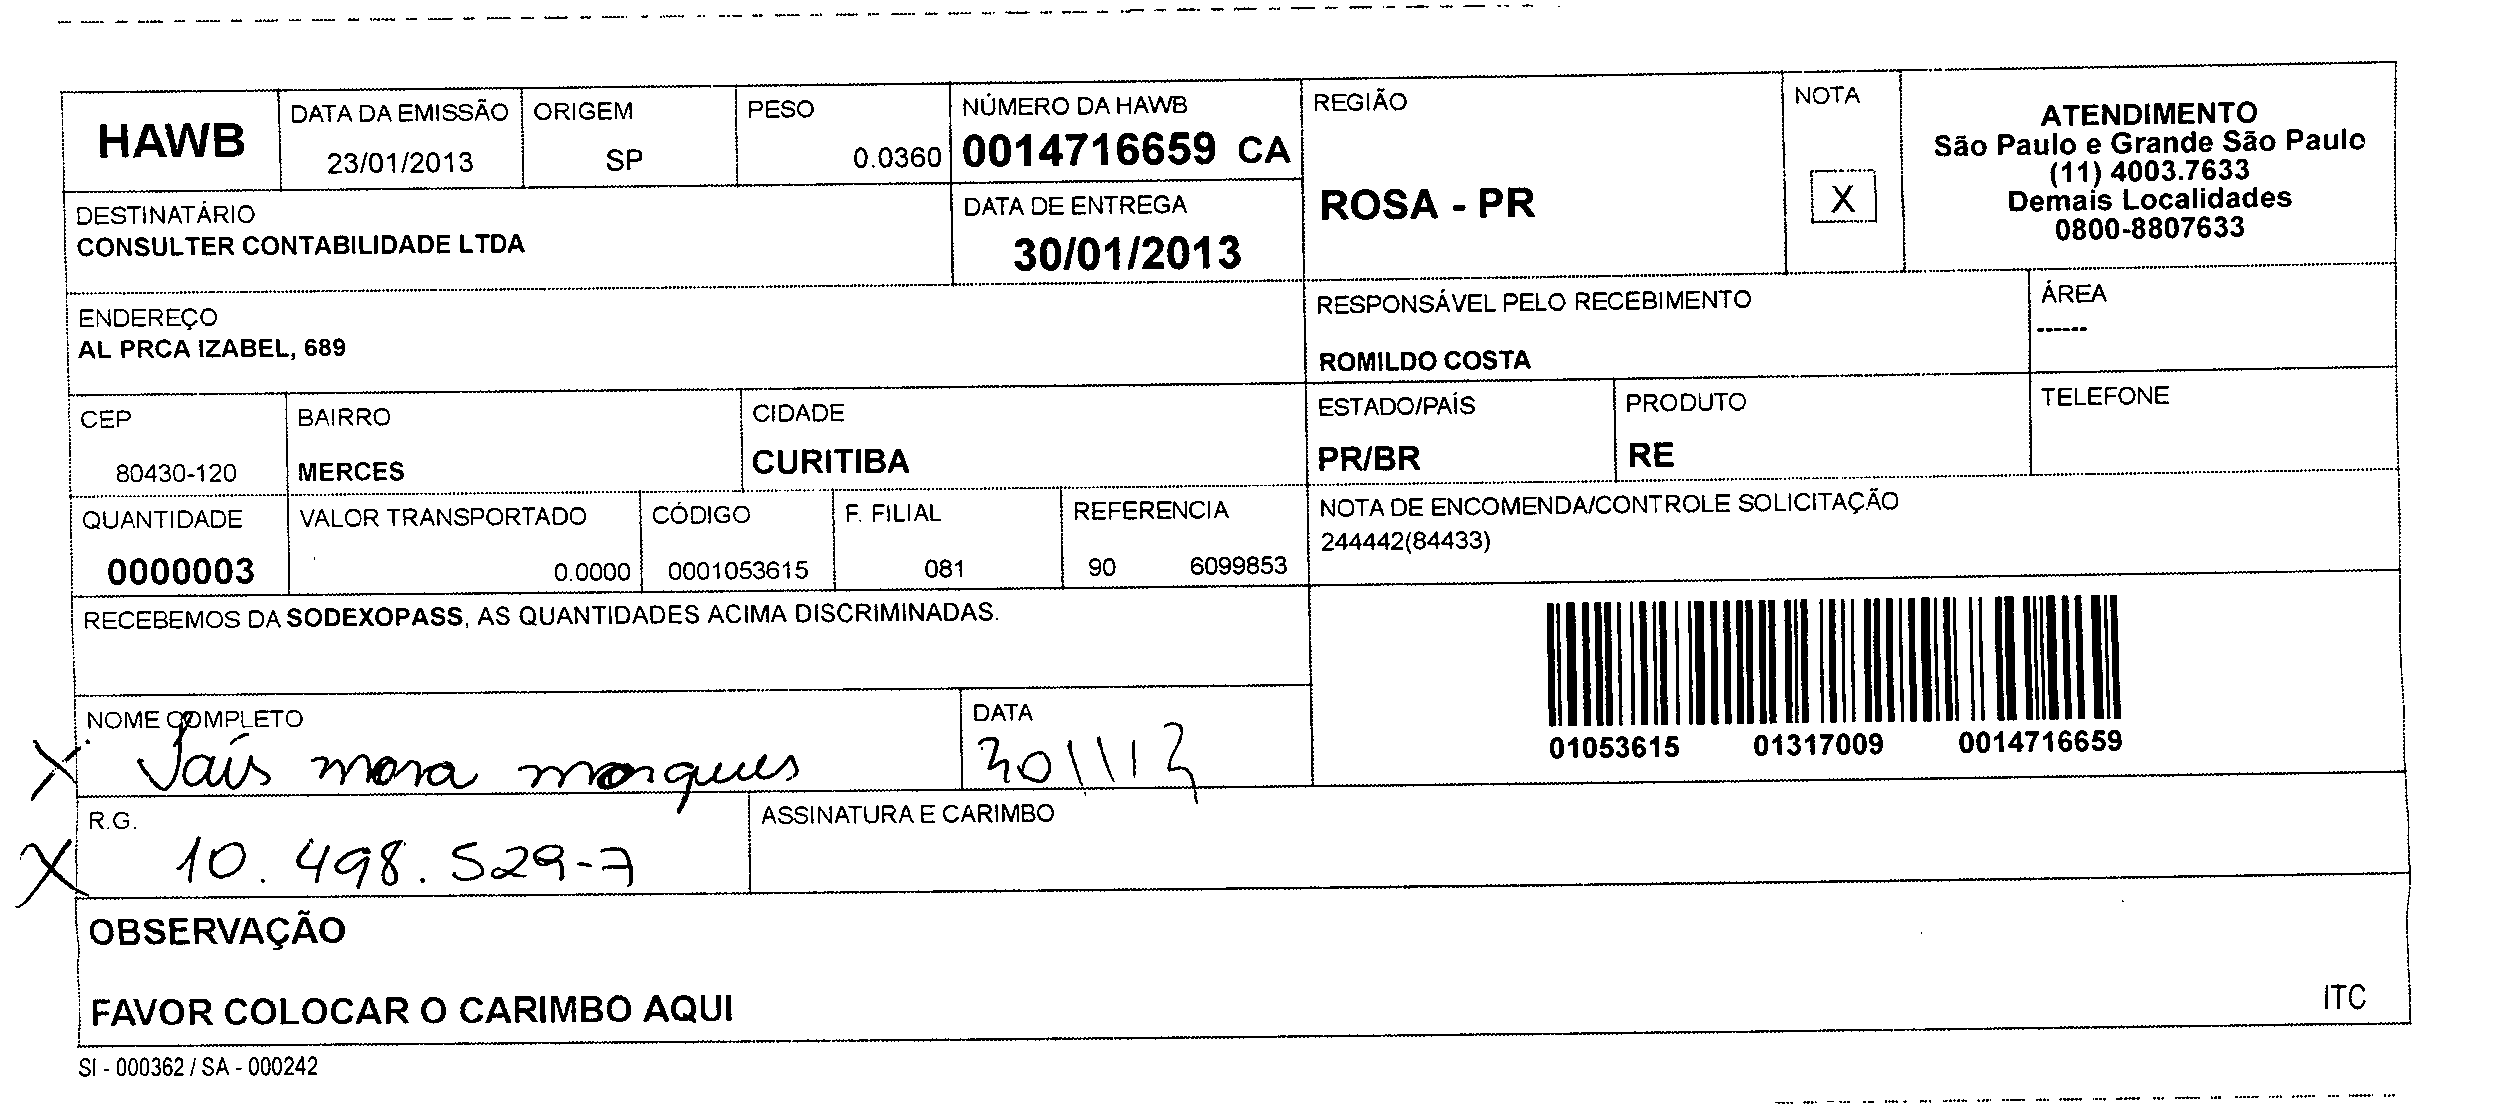 HAWB
DATA DA EMISSÃO
23/01/2013
ORIGEM
SP
PESO
0.0360
NÚMERO DA HAWB
0014716659 CA
REGIÃO
ROSA - PR
NOTA
X
ATENDIMENTO
São Paulo e Grande São Paulo
(11) 4003.7633
Demais Localidades
0800-8807633
DESTINATÁRIO
CONSULTER CONTABILIDADE LTDA
DATA DE ENTREGA
30/01/2013
ENDEREÇO
AL PRCA IZABEL, 689
RESPONSÁVEL PELO RECEBIMENTO
ROMILDO COSTA
ÁREA
------
CEP
80430-120
BAIRRO
MERCES
CIDADE
CURITIBA
ESTADO/PAÍS
PR/BR
PRODUTO
RE
TELEFONE
QUANTIDADE
0000003
VALOR TRANSPORTADO
0.0000
CÓDIGO
0001053615
F. FILIAL
081
REFERENCIA
90 6099853
NOTA DE ENCOMENDA/CONTROLE SOLICITAÇÃO
244442(84433)
RECEBEMOS DA SODEXOPASS, AS QUANTIDADES ACIMA DISCRIMINADAS.
01053615 01317009 0014716659
NOME COMPLETO
X mora marques
DATA
30/1/13
R.G.
X 10.498.529-7
ASSINATURA E CARIMBO
OBSERVAÇÃO
FAVOR COLOCAR O CARIMBO AQUI
ITC
SI - 000362 / SA - 000242